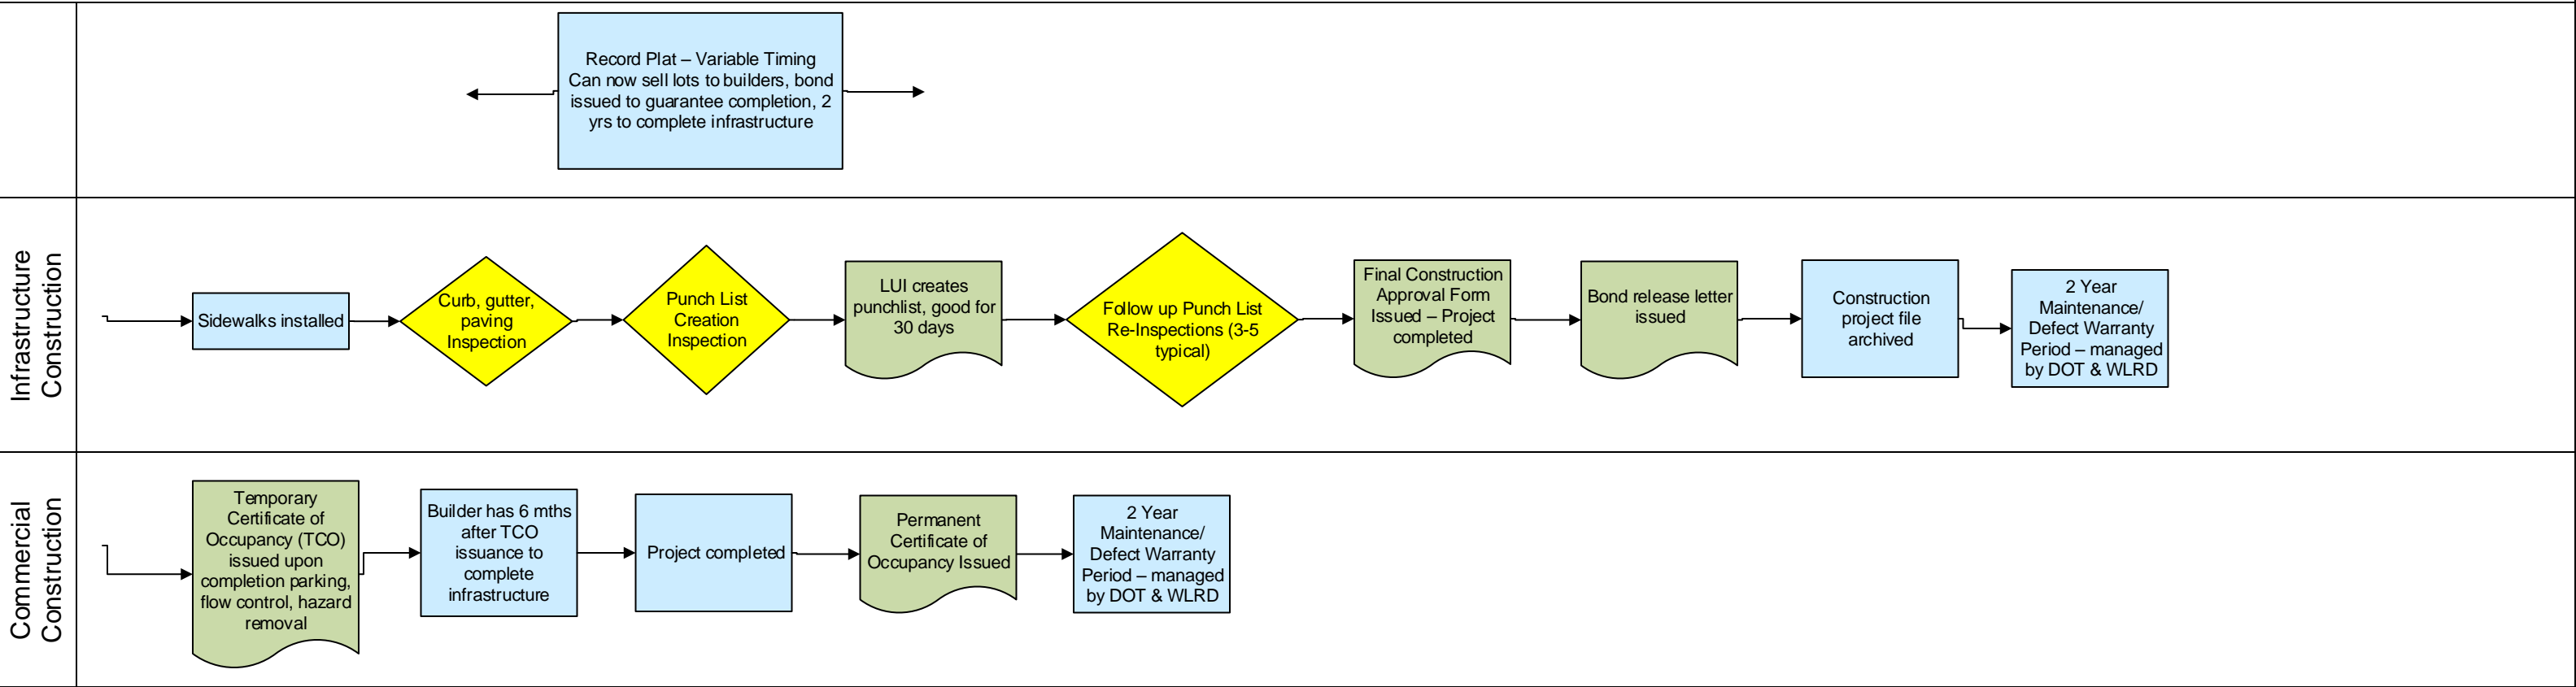 Record Plat – Variable Timing
Can now sell lots to builders, bond
issued to guarantee completion, 2
yrs to complete infrastructure
Infrastructure
Construction
Sidewalks installed
Curb, gutter,
paving
Inspection
Punch List
Creation
Inspection
LUI creates
punchlist, good for
30 days
Follow up Punch List
Re-Inspections (3-5
typical)
Final Construction
Approval Form
Issued – Project
completed
Bond release letter
issued
Construction
project file
archived
2 Year
Maintenance/
Defect Warranty
Period – managed
by DOT & WLRD
Commercial
Construction
Temporary
Certificate of
Occupancy (TCO)
issued upon
completion parking,
flow control, hazard
removal
Builder has 6 mths
after TCO
issuance to
complete
infrastructure
Project completed
Permanent
Certificate of
Occupancy Issued
2 Year
Maintenance/
Defect Warranty
Period – managed
by DOT & WLRD